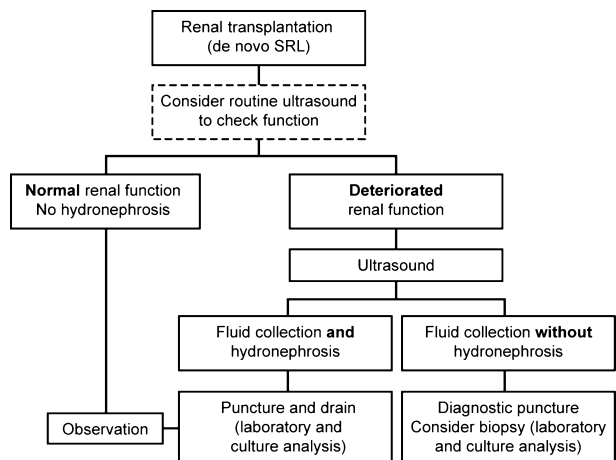 Renal transplantation
(de novo SRL)
Consider routine ultrasound
to check function
Normal renal function
No hydronephrosis
Deteriorated
renal function
Ultrasound
Fluid collection and
hydronephrosis
Fluid collection without
hydronephrosis
Observation
Puncture and drain
(laboratory and
culture analysis)
Diagnostic puncture
Consider biopsy (laboratory
and culture analysis)